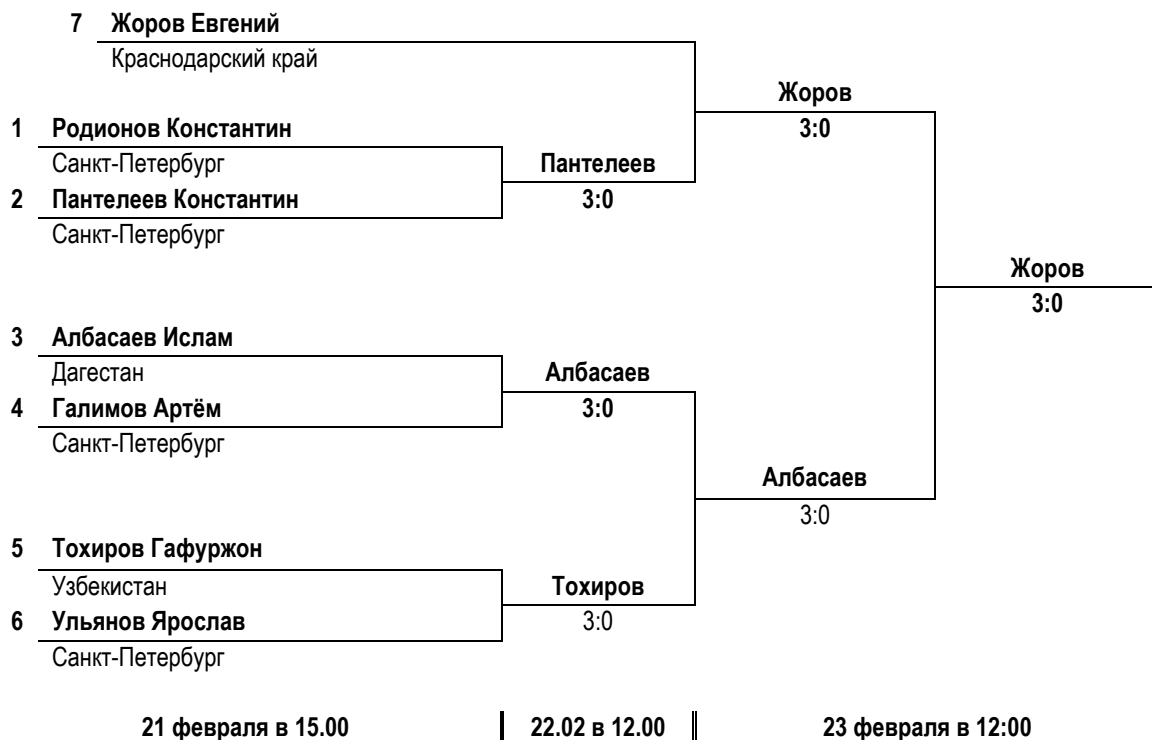 7 Жоров Евгений
Краснодарский край
Жоров
3:0
1 Родионов Константин
Санкт-Петербург
Пантелеев
2 Пантелеев Константин
3:0
Санкт-Петербург
Жоров
3:0
3 Албасаев Ислам
Дагестан
Албасаев
4 Галимов Артём
3:0
Санкт-Петербург
Албасаев
3:0
5 Тохиров Гафуржон
Узбекистан
Тохиров
6 Ульянов Ярослав
3:0
Санкт-Петербург
21 февраля в 15.00
22.02 в 12.00
23 февраля в 12:00